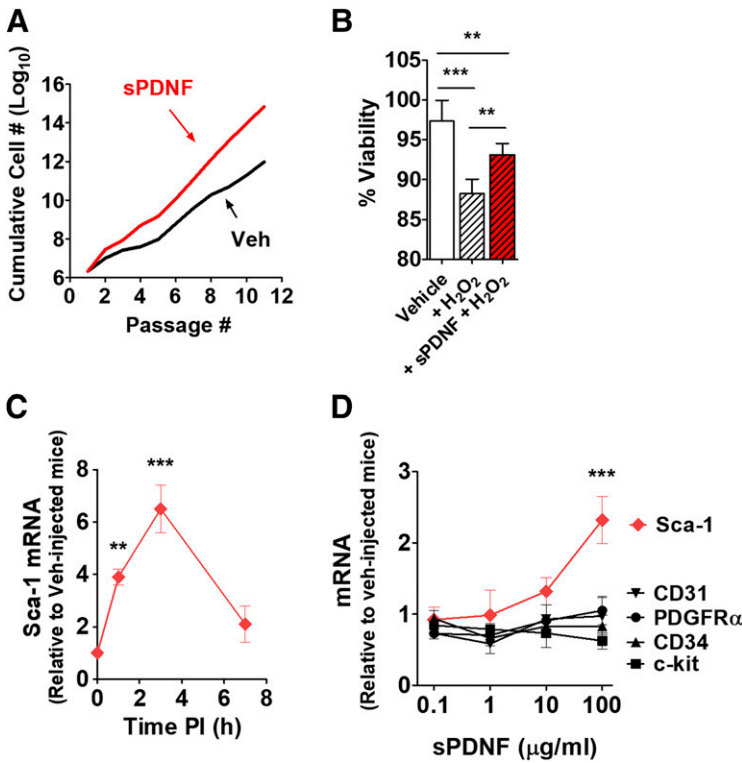 A
Cumulative Cell # (Log10)
16
14
12
10
8
6
0
2
4
6
8
10
12
Passage #
sPDNF
Veh
B
% Viability
105
100
95
90
85
80
**
***
**
Vehicle
+ H2O2
+ sPDNF + H2O2
C
Sca-1 mRNA
(Relative to Veh-injected mice)
8
6
4
2
0
**
***
0
2
4
6
8
Time PI (h)
D
mRNA
(Relative to veh-injected mice)
3
2
1
0
***
0.1
1
10
100
sPDNF (μg/ml)
Sca-1
CD31
PDGFRα
CD34
c-kit